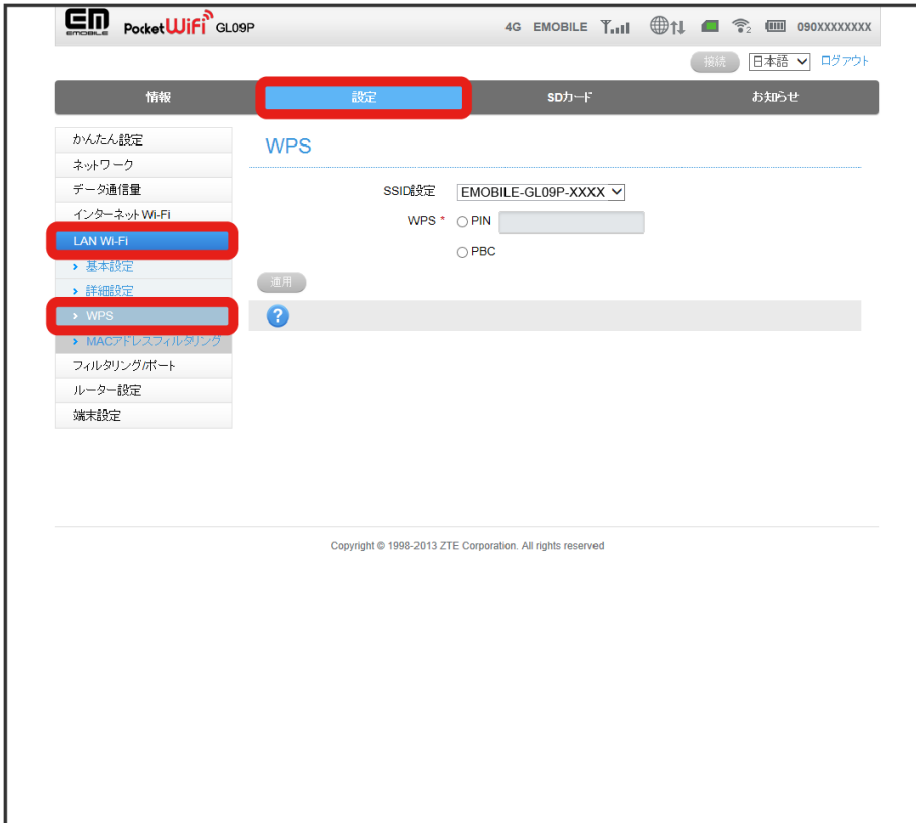 EM
EMOBILE
PocketWiFi GL09P
4G EMOBILE 2 090XXXXXXXX
接続 日本語 ログアウト
情報 設定 SDカード お知らせ
かんたん設定
ネットワーク
データ通信量
インターネットWi-Fi
LAN Wi-Fi
基本設定
詳細設定
WPS
MACアドレスフィルタリング
フィルタリング/ポート
ルーター設定
端末設定
WPS
SSID設定 EMOBILE-GL09P-XXXX
WPS * PIN
PBC
適用
?
Copyright © 1998-2013 ZTE Corporation. All rights reserved